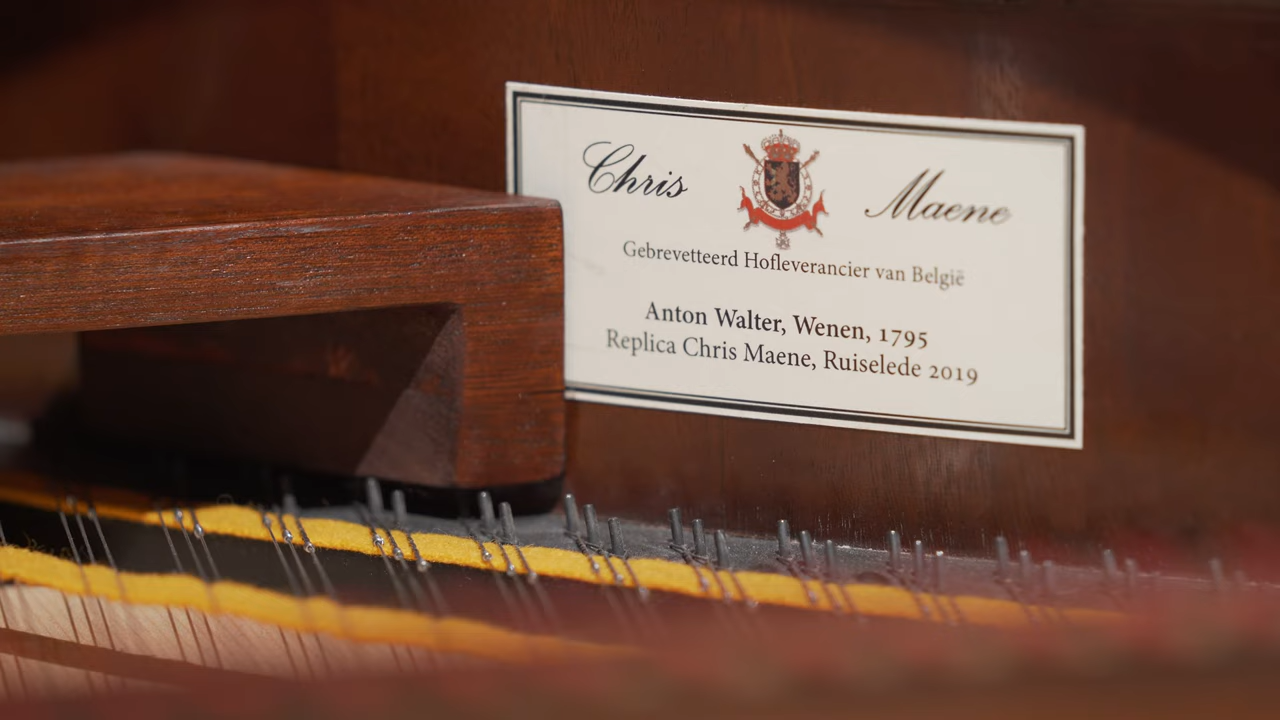 Chris Maene
Gebrevetteerd Hofleverancier van België
Anton Walter, Wenen, 1795
Replica Chris Maene, Ruiselede 2019